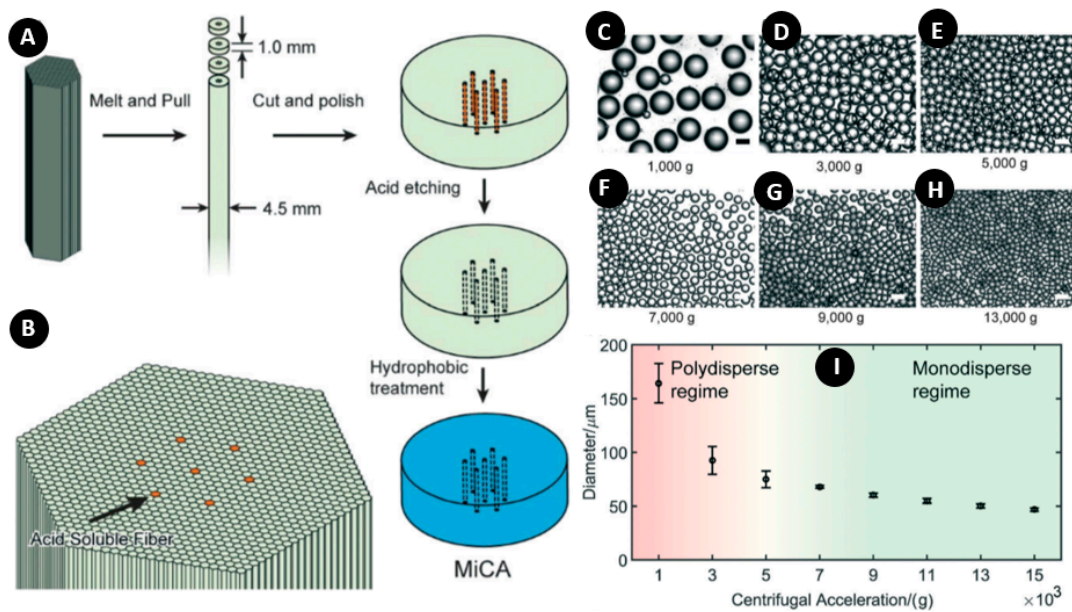 A
1.0 mm
Melt and Pull
Cut and polish
4.5 mm
Acid etching
Hydrophobic
treatment
MiCA
B
Acid Soluble Fiber
C
1,000 g
D
3,000 g
E
5,000 g
F
7,000 g
G
9,000 g
H
13,000 g
I
Polydisperse
regime
Monodisperse
regime
Diameter/μm
200
150
100
50
0
1 3 5 7 9 11 13 15
Centrifugal Acceleration/(g) ×10³